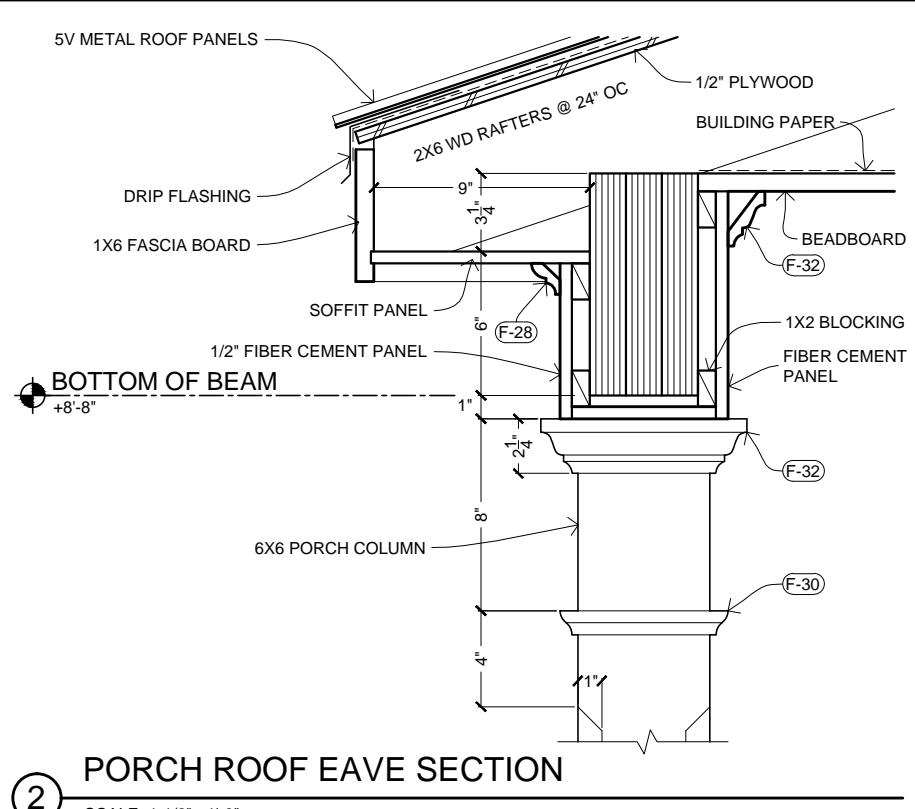 5V METAL ROOF PANELS
1/2" PLYWOOD
2X6 WD RAFTERS @ 24" OC
BUILDING PAPER
DRIP FLASHING
9"
3 1/4"
1X6 FASCIA BOARD
BEADBOARD
F-32
SOFFIT PANEL
F-28
6"
1X2 BLOCKING
1/2" FIBER CEMENT PANEL
FIBER CEMENT
PANEL
BOTTOM OF BEAM
+8'-8"
1"
2 1/4"
F-32
8"
6X6 PORCH COLUMN
F-30
4"
1"
PORCH ROOF EAVE SECTION
2